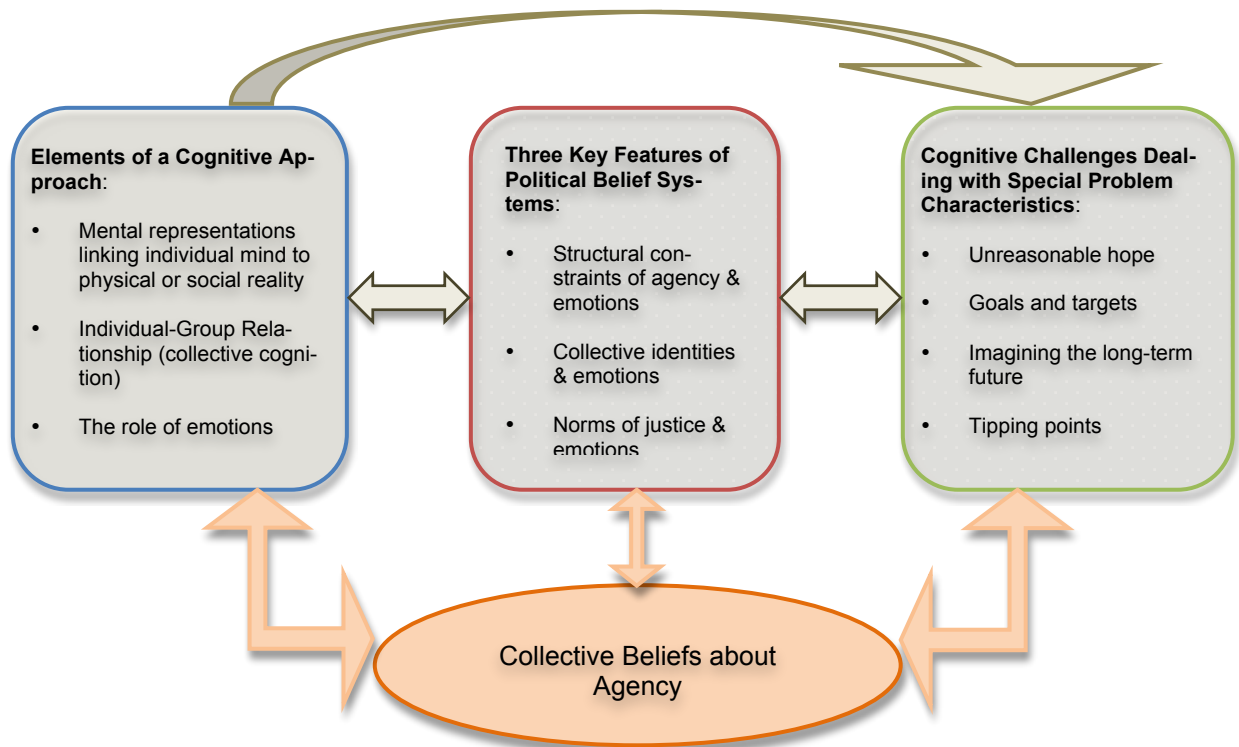 Elements of a Cognitive Ap-
proach:
• Mental representations
linking individual mind to
physical or social reality
• Individual-Group Rela-
tionship (collective cogni-
tion)
• The role of emotions
Three Key Features of
Political Belief Sys-
tems:
• Structural con-
straints of agency &
emotions
• Collective identities
& emotions
• Norms of justice &
emotions
Cognitive Challenges Deal-
ing with Special Problem
Characteristics:
• Unreasonable hope
• Goals and targets
• Imagining the long-term
future
• Tipping points
Collective Beliefs about
Agency